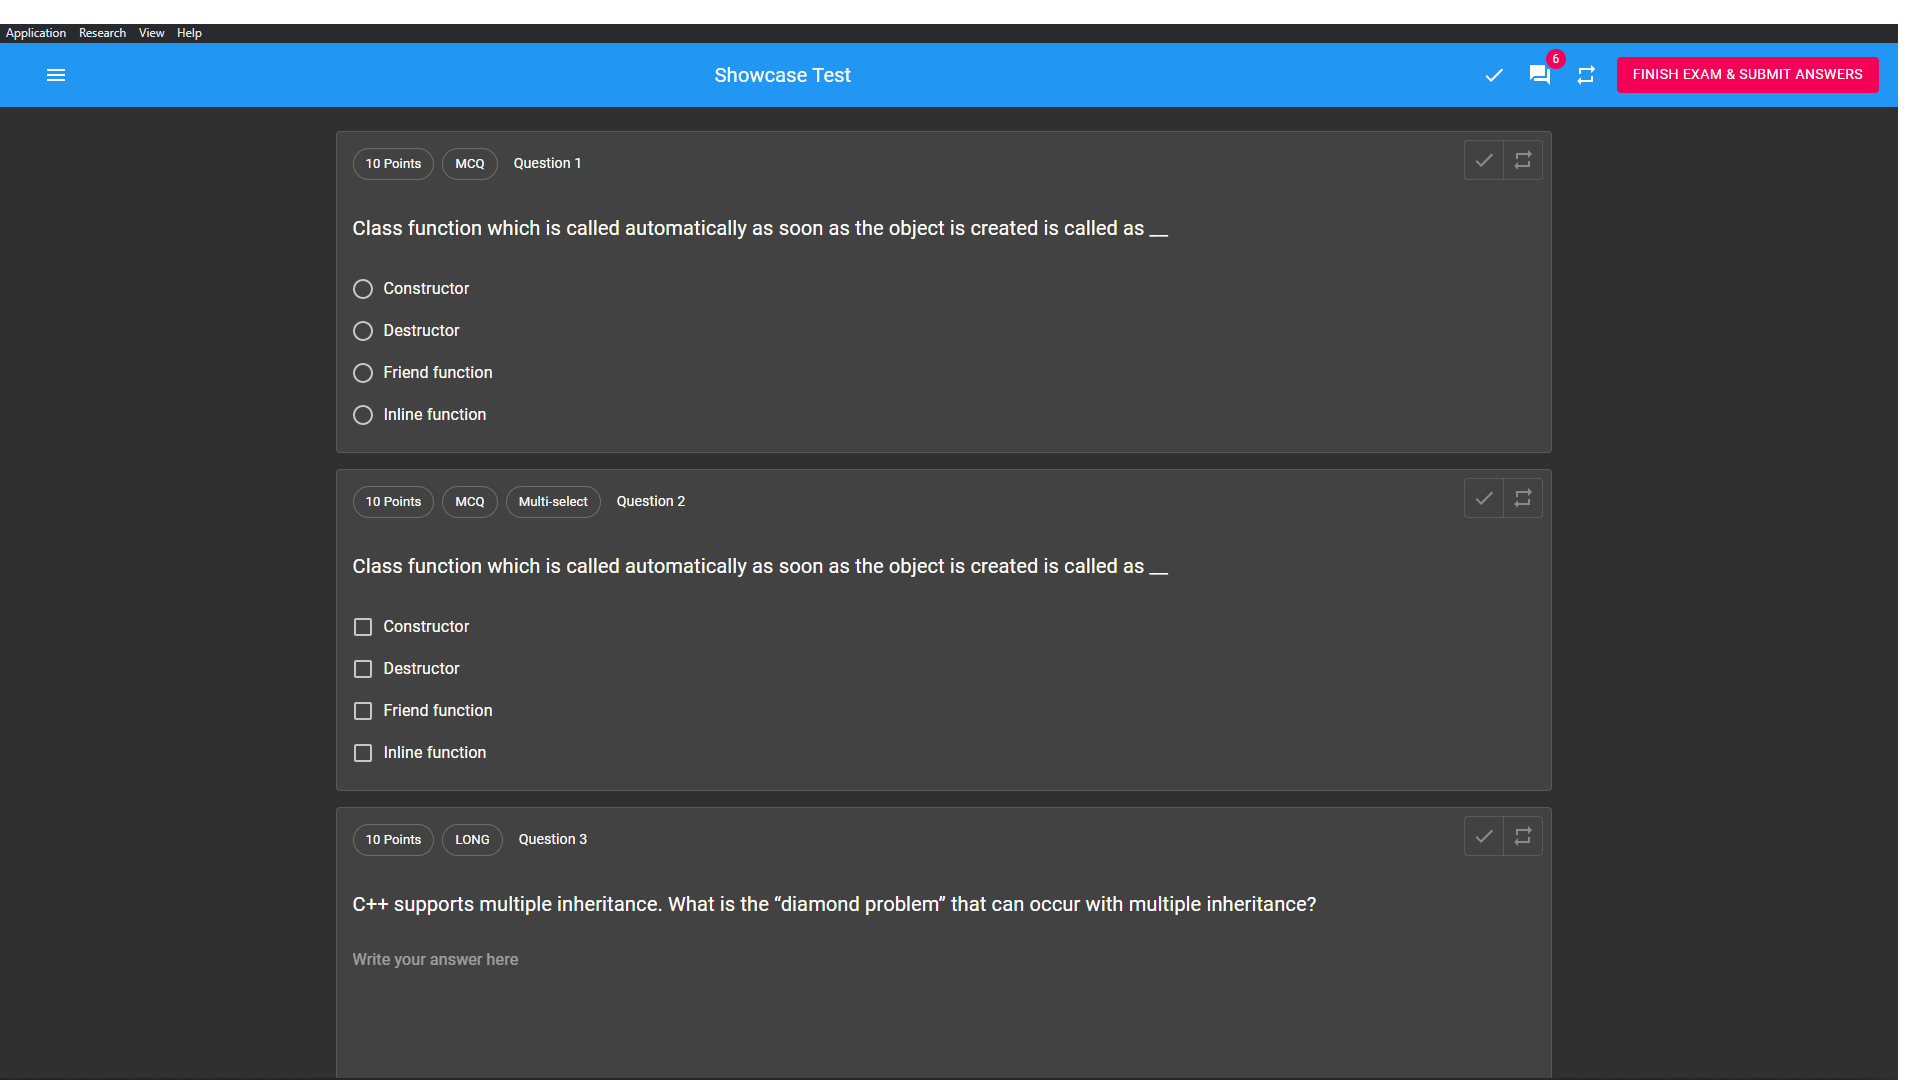 Application Research View Help
Showcase Test
6
FINISH EXAM & SUBMIT ANSWERS
10 Points MCQ Question 1
Class function which is called automatically as soon as the object is created is called as __
Constructor
Destructor
Friend function
Inline function
10 Points MCQ Multi-select Question 2
Class function which is called automatically as soon as the object is created is called as __
Constructor
Destructor
Friend function
Inline function
10 Points LONG Question 3
C++ supports multiple inheritance. What is the “diamond problem” that can occur with multiple inheritance?
Write your answer here